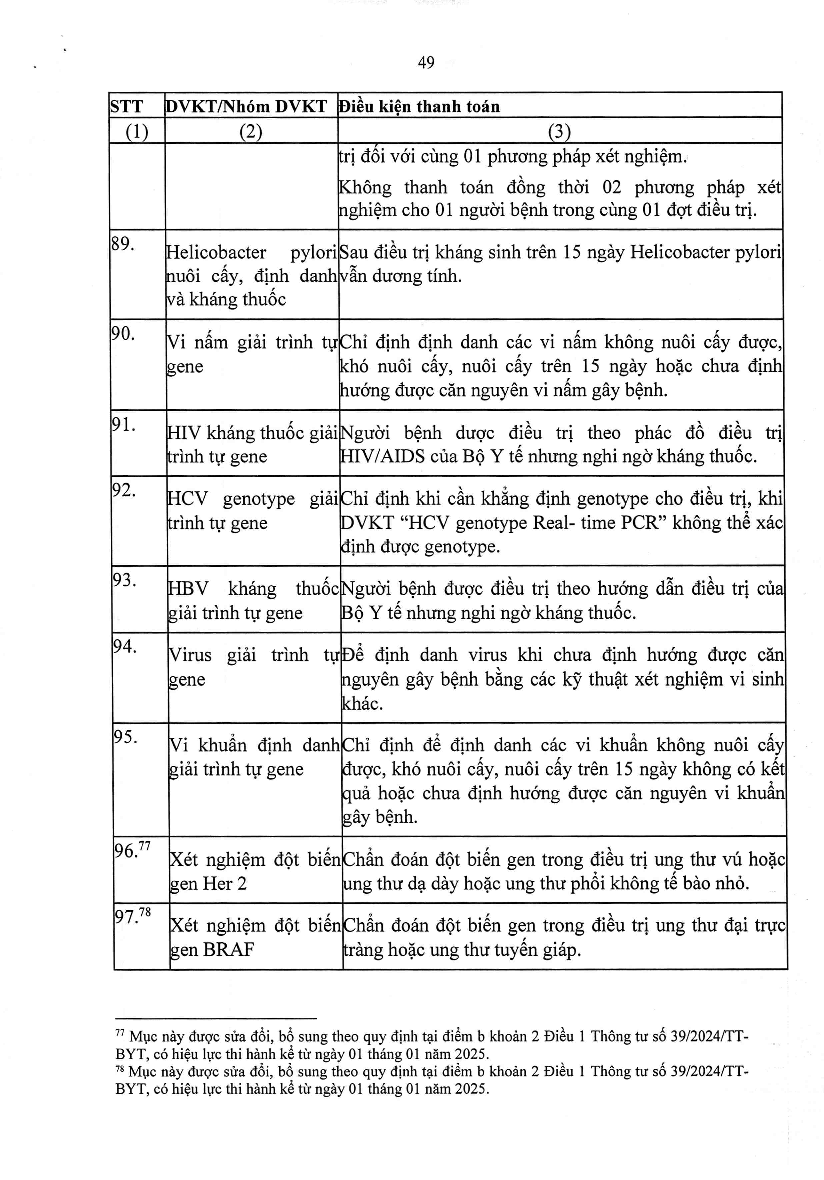 49
STT DVKT/Nhóm DVKT Điều kiện thanh toán
(1) (2) (3)
trị đối với cùng 01 phương pháp xét nghiệm.
Không thanh toán đồng thời 02 phương pháp xét
nghiệm cho 01 người bệnh trong cùng 01 đợt điều trị.
89.
Helicobacter pylori
nuôi cấy, định danh
và kháng thuốc
Sau điều trị kháng sinh trên 15 ngày Helicobacter pylori
vẫn dương tính.
90.
Vi nấm giải trình tự
gene
Chỉ định định danh các vi nấm không nuôi cấy được,
khó nuôi cấy, nuôi cấy trên 15 ngày hoặc chưa định
hướng được căn nguyên vi nấm gây bệnh.
91.
HIV kháng thuốc giải
trình tự gene
Người bệnh dược điều trị theo phác đồ điều trị
HIV/AIDS của Bộ Y tế nhưng nghi ngờ kháng thuốc.
92.
HCV genotype giải
trình tự gene
Chỉ định khi cần khẳng định genotype cho điều trị, khi
DVKT “HCV genotype Real- time PCR” không thể xác
định được genotype.
93.
HBV kháng thuốc
giải trình tự gene
Người bệnh được điều trị theo hướng dẫn điều trị của
Bộ Y tế nhưng nghi ngờ kháng thuốc.
94.
Virus giải trình tự
gene
Để định danh virus khi chưa định hướng được căn
nguyên gây bệnh bằng các kỹ thuật xét nghiệm vi sinh
khác.
95.
Vi khuẩn định danh
giải trình tự gene
Chỉ định để định danh các vi khuẩn không nuôi cấy
được, khó nuôi cấy, nuôi cấy trên 15 ngày không có kết
quả hoặc chưa định hướng được căn nguyên vi khuẩn
gây bệnh.
96.77
Xét nghiệm đột biến
gen Her 2
Chẩn đoán đột biến gen trong điều trị ung thư vú hoặc
ung thư dạ dày hoặc ung thư phổi không tế bào nhỏ.
97.78
Xét nghiệm đột biến
gen BRAF
Chẩn đoán đột biến gen trong điều trị ung thư đại trực
tràng hoặc ung thư tuyến giáp.
77 Mục này được sửa đổi, bổ sung theo quy định tại điểm b khoản 2 Điều 1 Thông tư số 39/2024/TT-
BYT, có hiệu lực thi hành kể từ ngày 01 tháng 01 năm 2025.
78 Mục này được sửa đổi, bổ sung theo quy định tại điểm b khoản 2 Điều 1 Thông tư số 39/2024/TT-
BYT, có hiệu lực thi hành kể từ ngày 01 tháng 01 năm 2025.